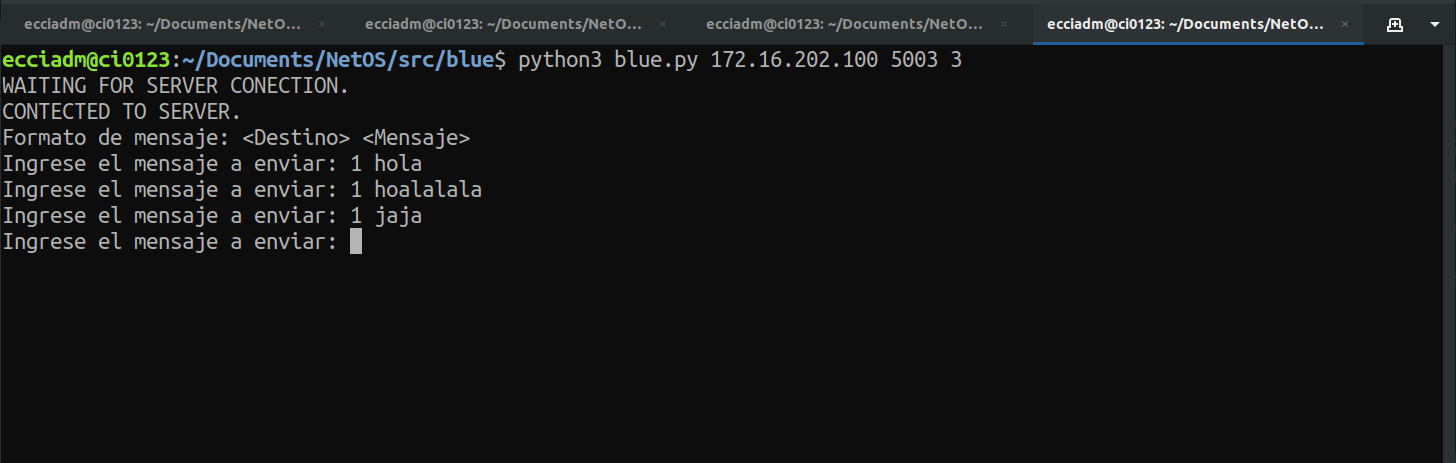 ecciadm@ci0123: ~/Documents/NetO... × ecciadm@ci0123: ~/Documents/NetO... × ecciadm@ci0123: ~/Documents/NetO... × ecciadm@ci0123: ~/Documents/NetO... ×
ecciadm@ci0123:~/Documents/NetOS/src/blue$ python3 blue.py 172.16.202.100 5003 3
WAITING FOR SERVER CONECTION.
CONTECTED TO SERVER.
Formato de mensaje: <Destino> <Mensaje>
Ingrese el mensaje a enviar: 1 hola
Ingrese el mensaje a enviar: 1 hoalalala
Ingrese el mensaje a enviar: 1 jaja
Ingrese el mensaje a enviar: